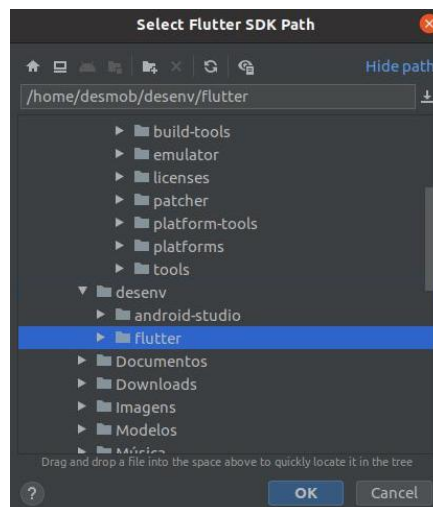 Select Flutter SDK Path
Hide path
/home/desmob/desenv/flutter
build-tools
emulator
licenses
patcher
platform-tools
platforms
tools
desenv
android-studio
flutter
Documentos
Downloads
Imagens
Modelos
Música
Drag and drop a file into the space above to quickly locate it in the tree
?
OK
Cancel